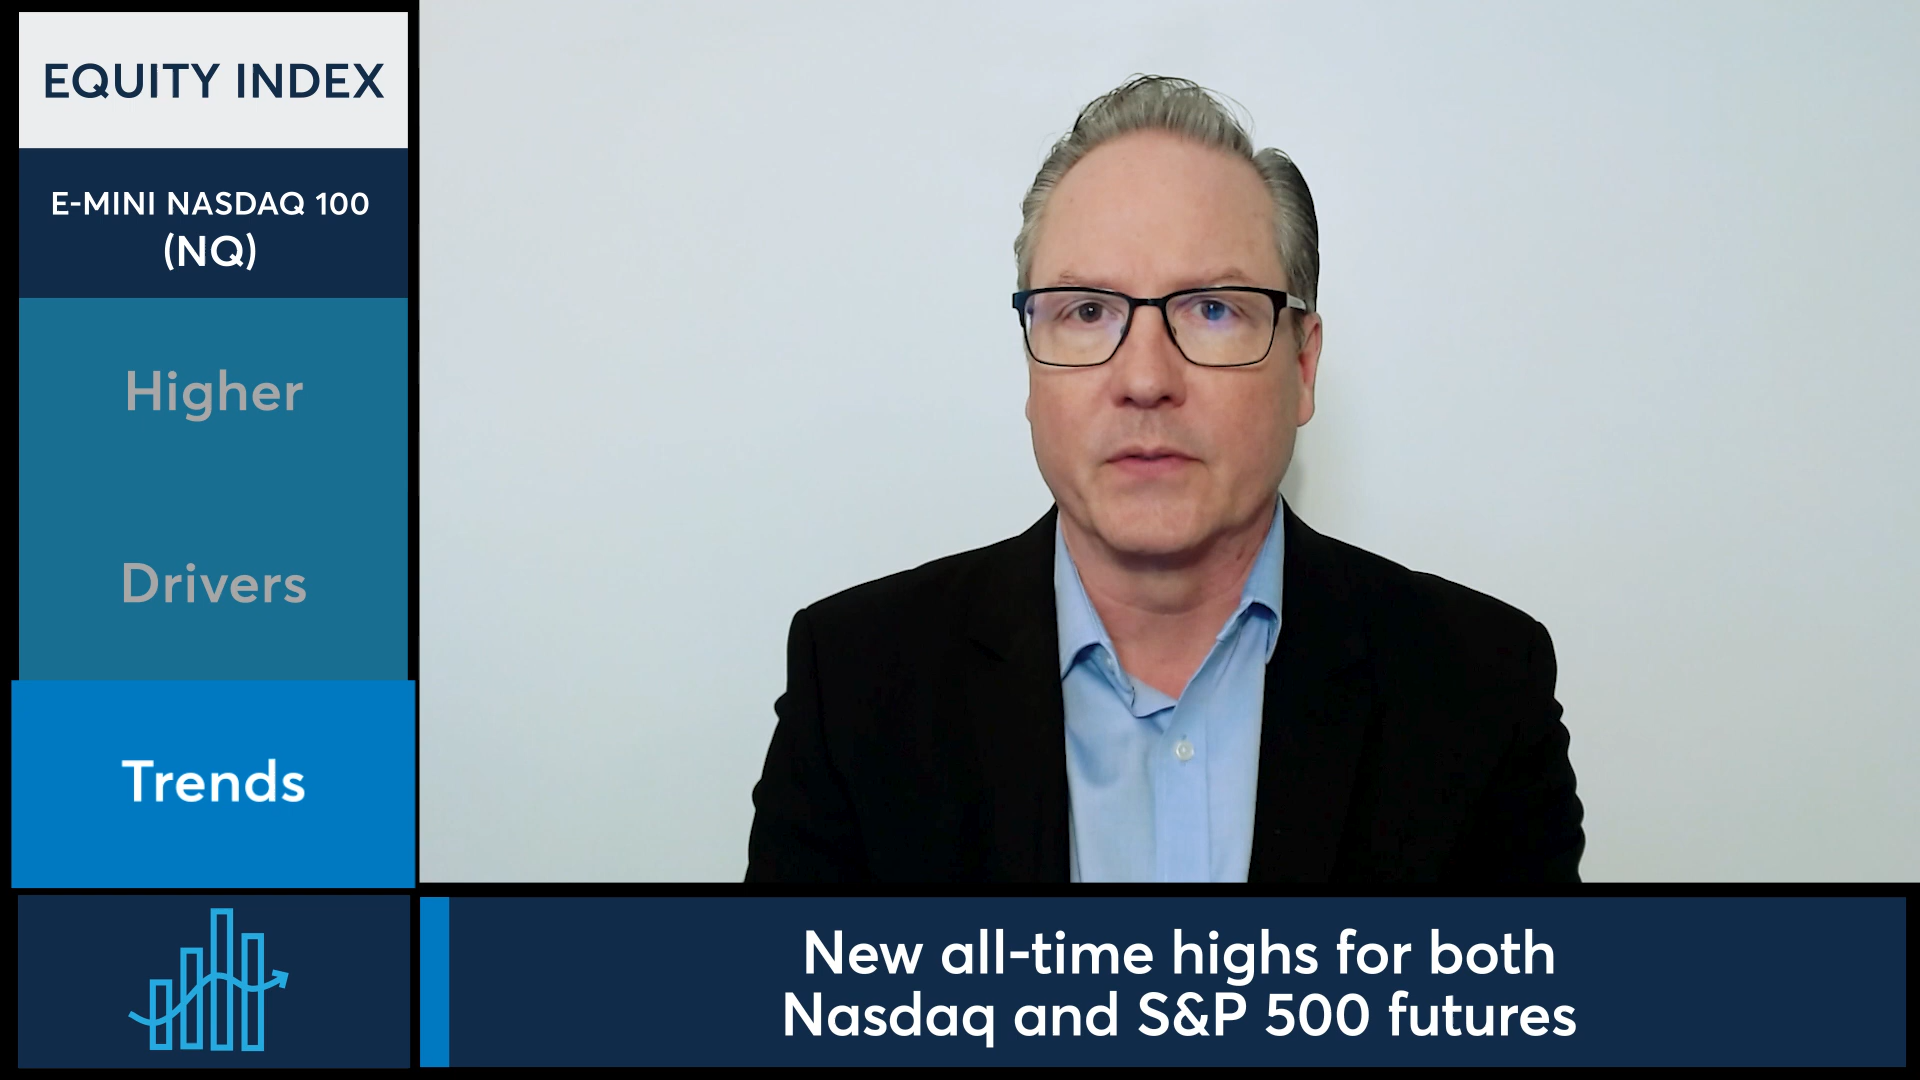 EQUITY INDEX
E-MINI NASDAQ 100
(NQ)
Higher
Drivers
Trends
New all-time highs for both
Nasdaq and S&P 500 futures